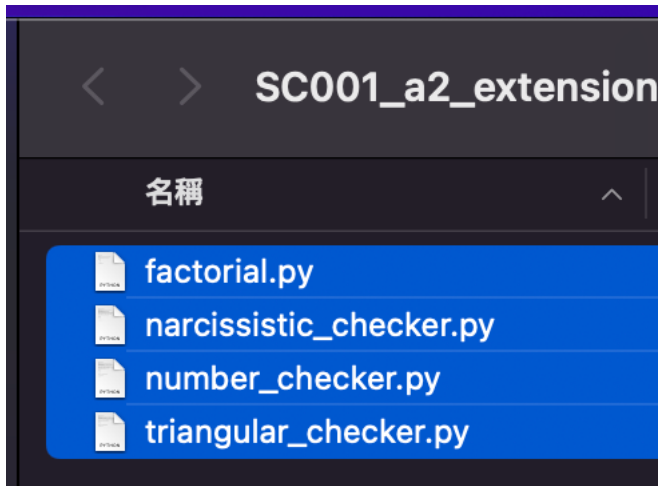 SC001_a2_extension
名稱
factorial.py
narcissistic_checker.py
number_checker.py
triangular_checker.py